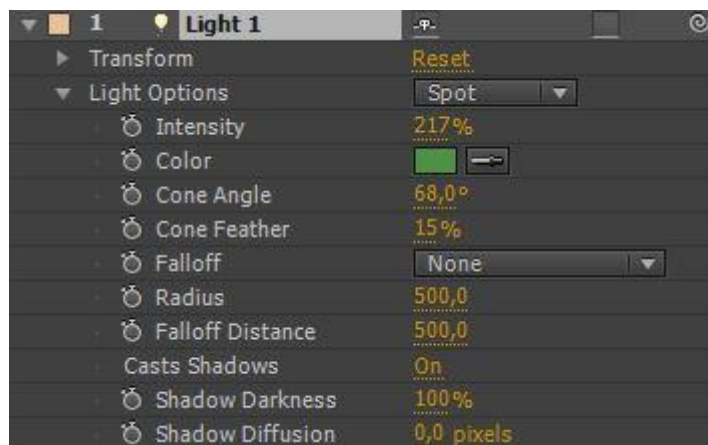 1 Light 1
Transform Reset
Light Options Spot
Intensity 217%
Color
Cone Angle 68,0°
Cone Feather 15%
Falloff None
Radius 500,0
Falloff Distance 500,0
Casts Shadows On
Shadow Darkness 100%
Shadow Diffusion 0,0 pixels